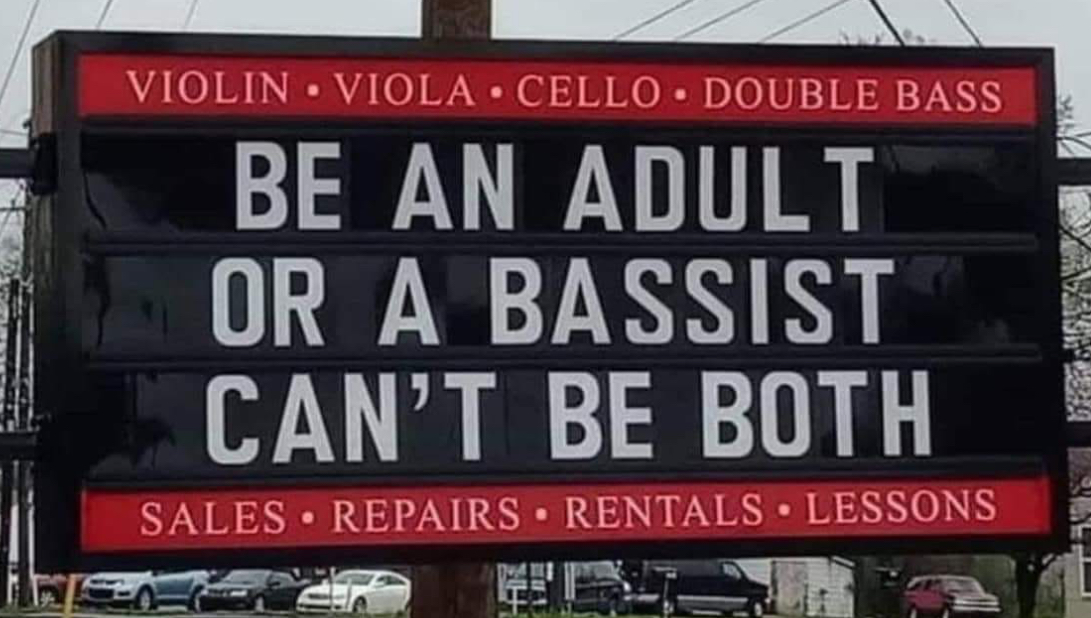 VIOLIN • VIOLA • CELLO • DOUBLE BASS
BE AN ADULT
OR A BASSIST
CAN'T BE BOTH
SALES • REPAIRS • RENTALS • LESSONS